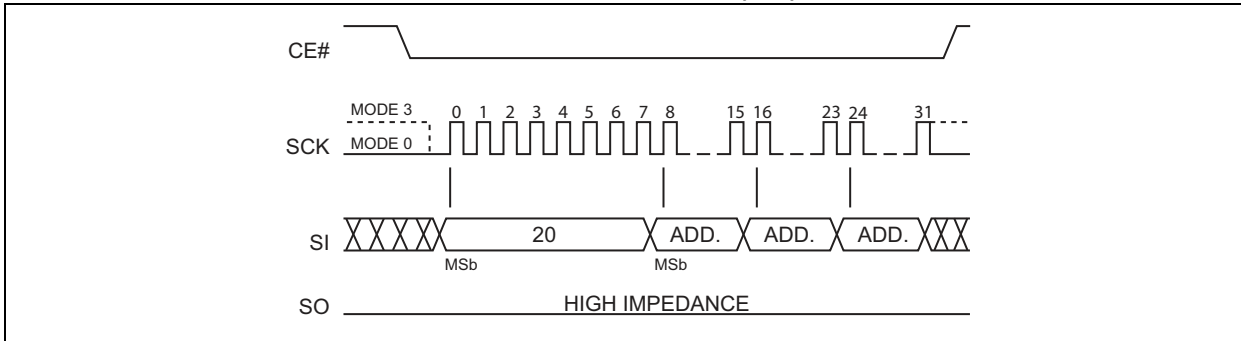 CE#
MODE 3
0 1 2 3 4 5 6 7 8 15 16 23 24 31
SCK MODE 0
SI 20 ADD. ADD. ADD.
MSb MSb
SO HIGH IMPEDANCE